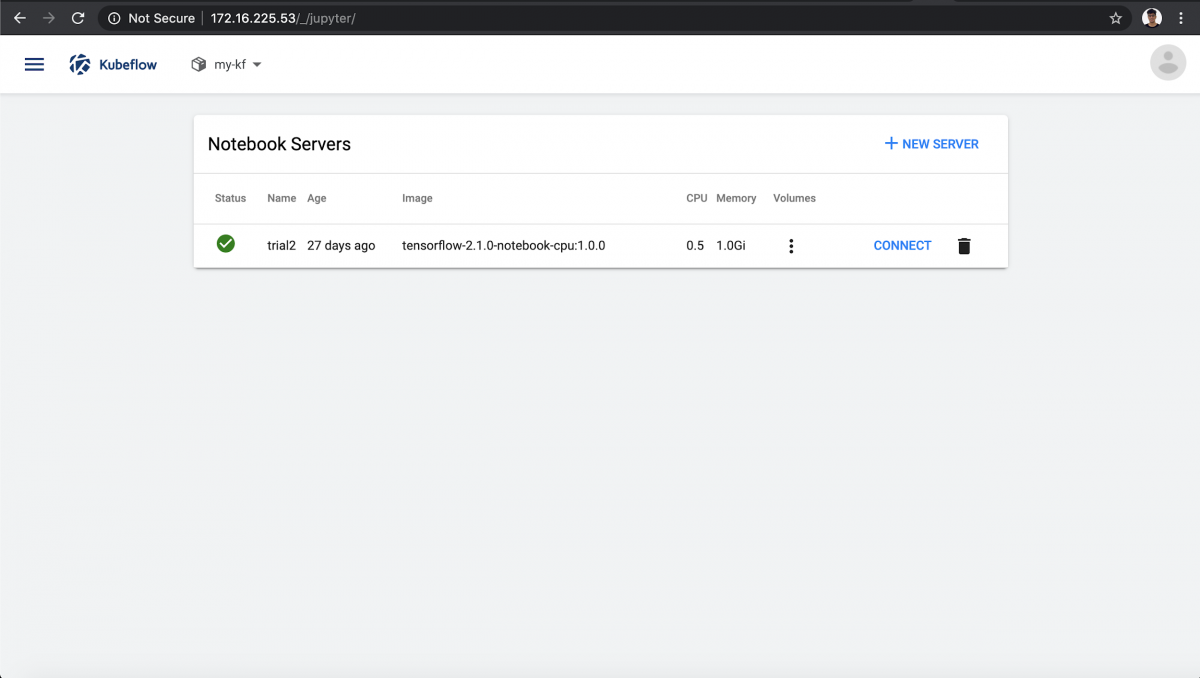 Not Secure 172.16.225.53/_/jupyter/
Kubeflow my-kf
Notebook Servers NEW SERVER
Status Name Age Image CPU Memory Volumes
trial2 27 days ago tensorflow-2.1.0-notebook-cpu:1.0.0 0.5 1.0Gi CONNECT